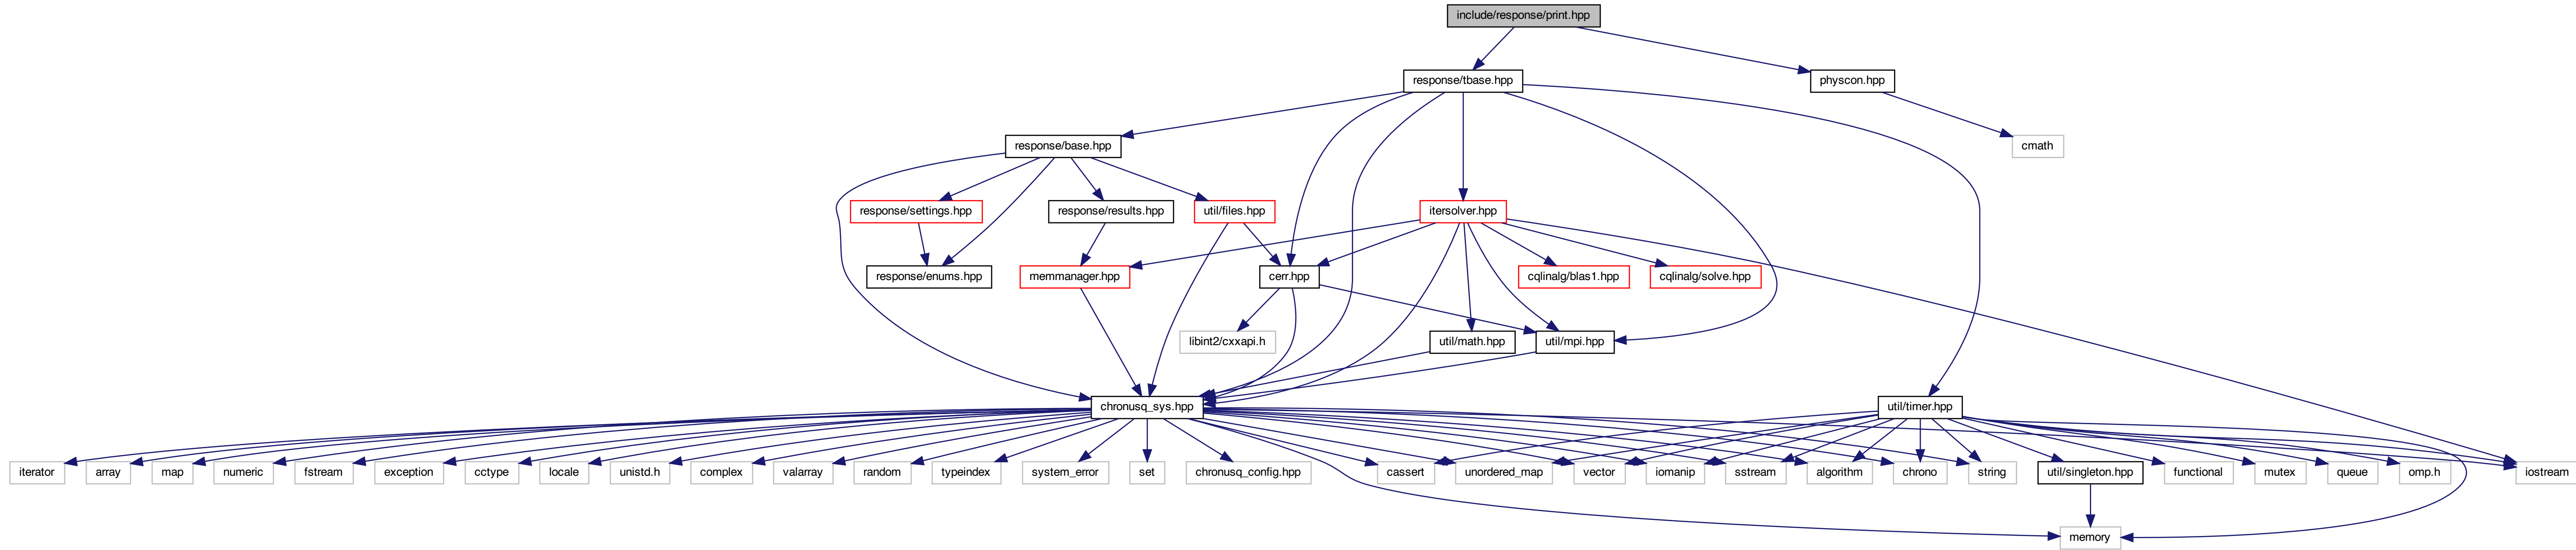 include/response/print.hpp
response/tbase.hpp
physcon.hpp
response/base.hpp
cmath
response/settings.hpp
response/results.hpp
util/files.hpp
itersolver.hpp
response/enums.hpp
memmanager.hpp
cerr.hpp
cqlinalg/blas1.hpp
cqlinalg/solve.hpp
libint2/cxxapi.h
util/math.hpp
util/mpi.hpp
chronusq_sys.hpp
util/timer.hpp
iterator
array
map
numeric
fstream
exception
cctype
locale
unistd.h
complex
valarray
random
typeindex
system_error
set
chronusq_config.hpp
cassert
unordered_map
vector
iomanip
sstream
algorithm
chrono
string
util/singleton.hpp
functional
mutex
queue
omp.h
iostream
memory